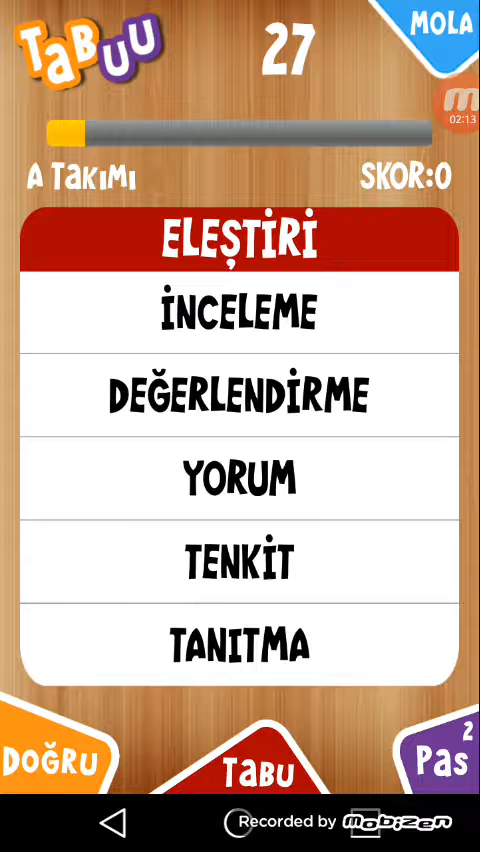 TaBUU
27
MOLA
02:13
A TaKIMI
SKOR:0
ELEŞTİRİ
İNCELEME
DEĞERLENDİRME
YORUM
TENKİT
TANITMA
DOĞRU
TaBU
2
Pas
Recorded by mobizen